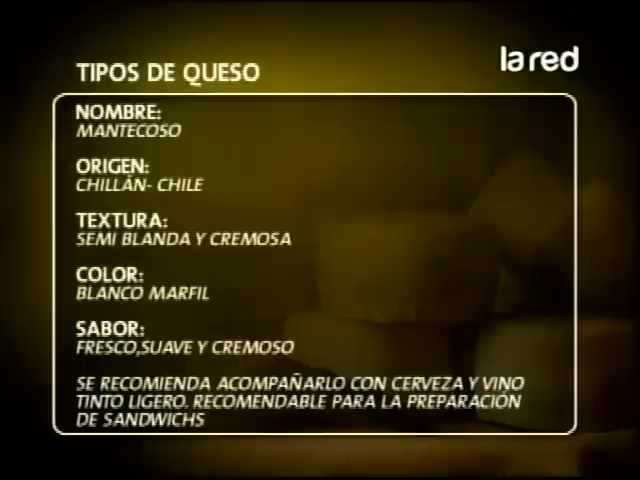 la red
TIPOS DE QUESO
NOMBRE:
MANTECOSO
ORIGEN:
CHILLÁN- CHILE
TEXTURA:
SEMI BLANDA Y CREMOSA
COLOR:
BLANCO MARFIL
SABOR:
FRESCO,SUAVE Y CREMOSO
SE RECOMIENDA ACOMPAÑARLO CON CERVEZA Y VINO
TINTO LIGERO. RECOMENDABLE PARA LA PREPARACIÓN
DE SANDWICHS